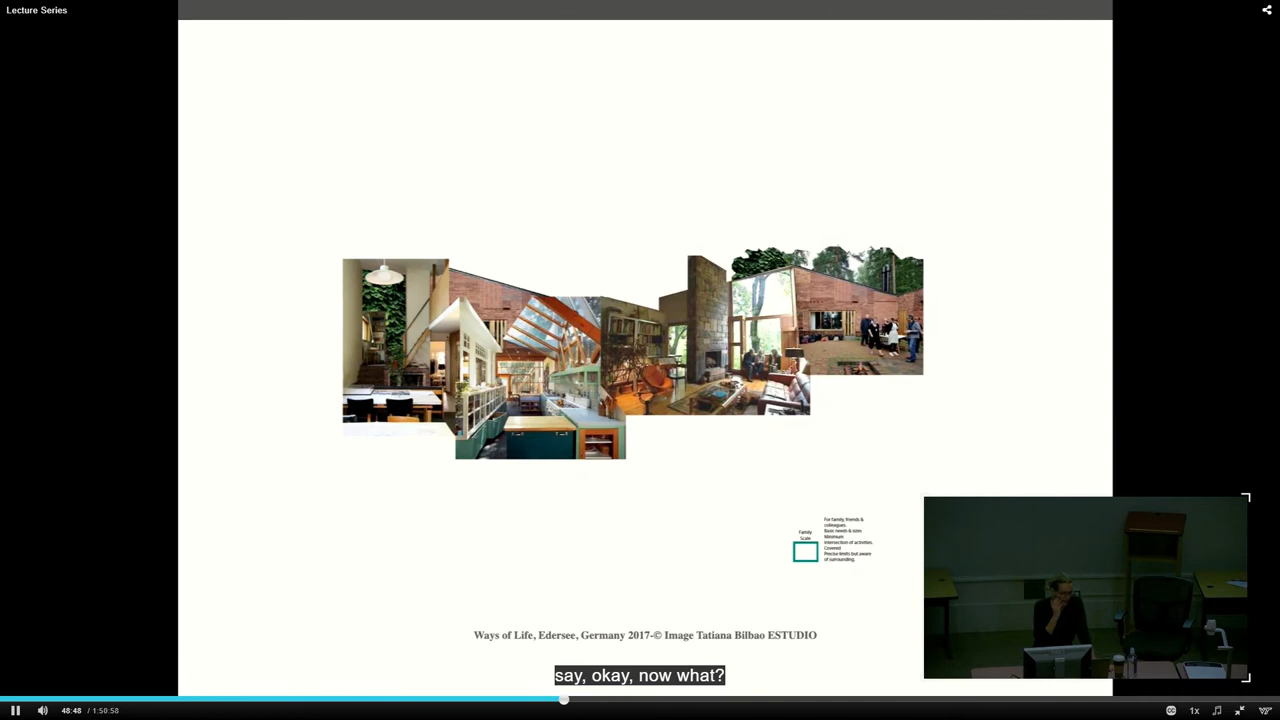 Lecture Series
Family
Scale
For family, friends &
colleagues.
Basic needs & sizes
Minimum
Intersection of activities.
Covered
Precise limits but aware
of surrounding.
Ways of Life, Edersee, Germany 2017-© Image Tatiana Bilbao ESTUDIO
say, okay, now what?
48:48 / 1:50:58
CC
1x